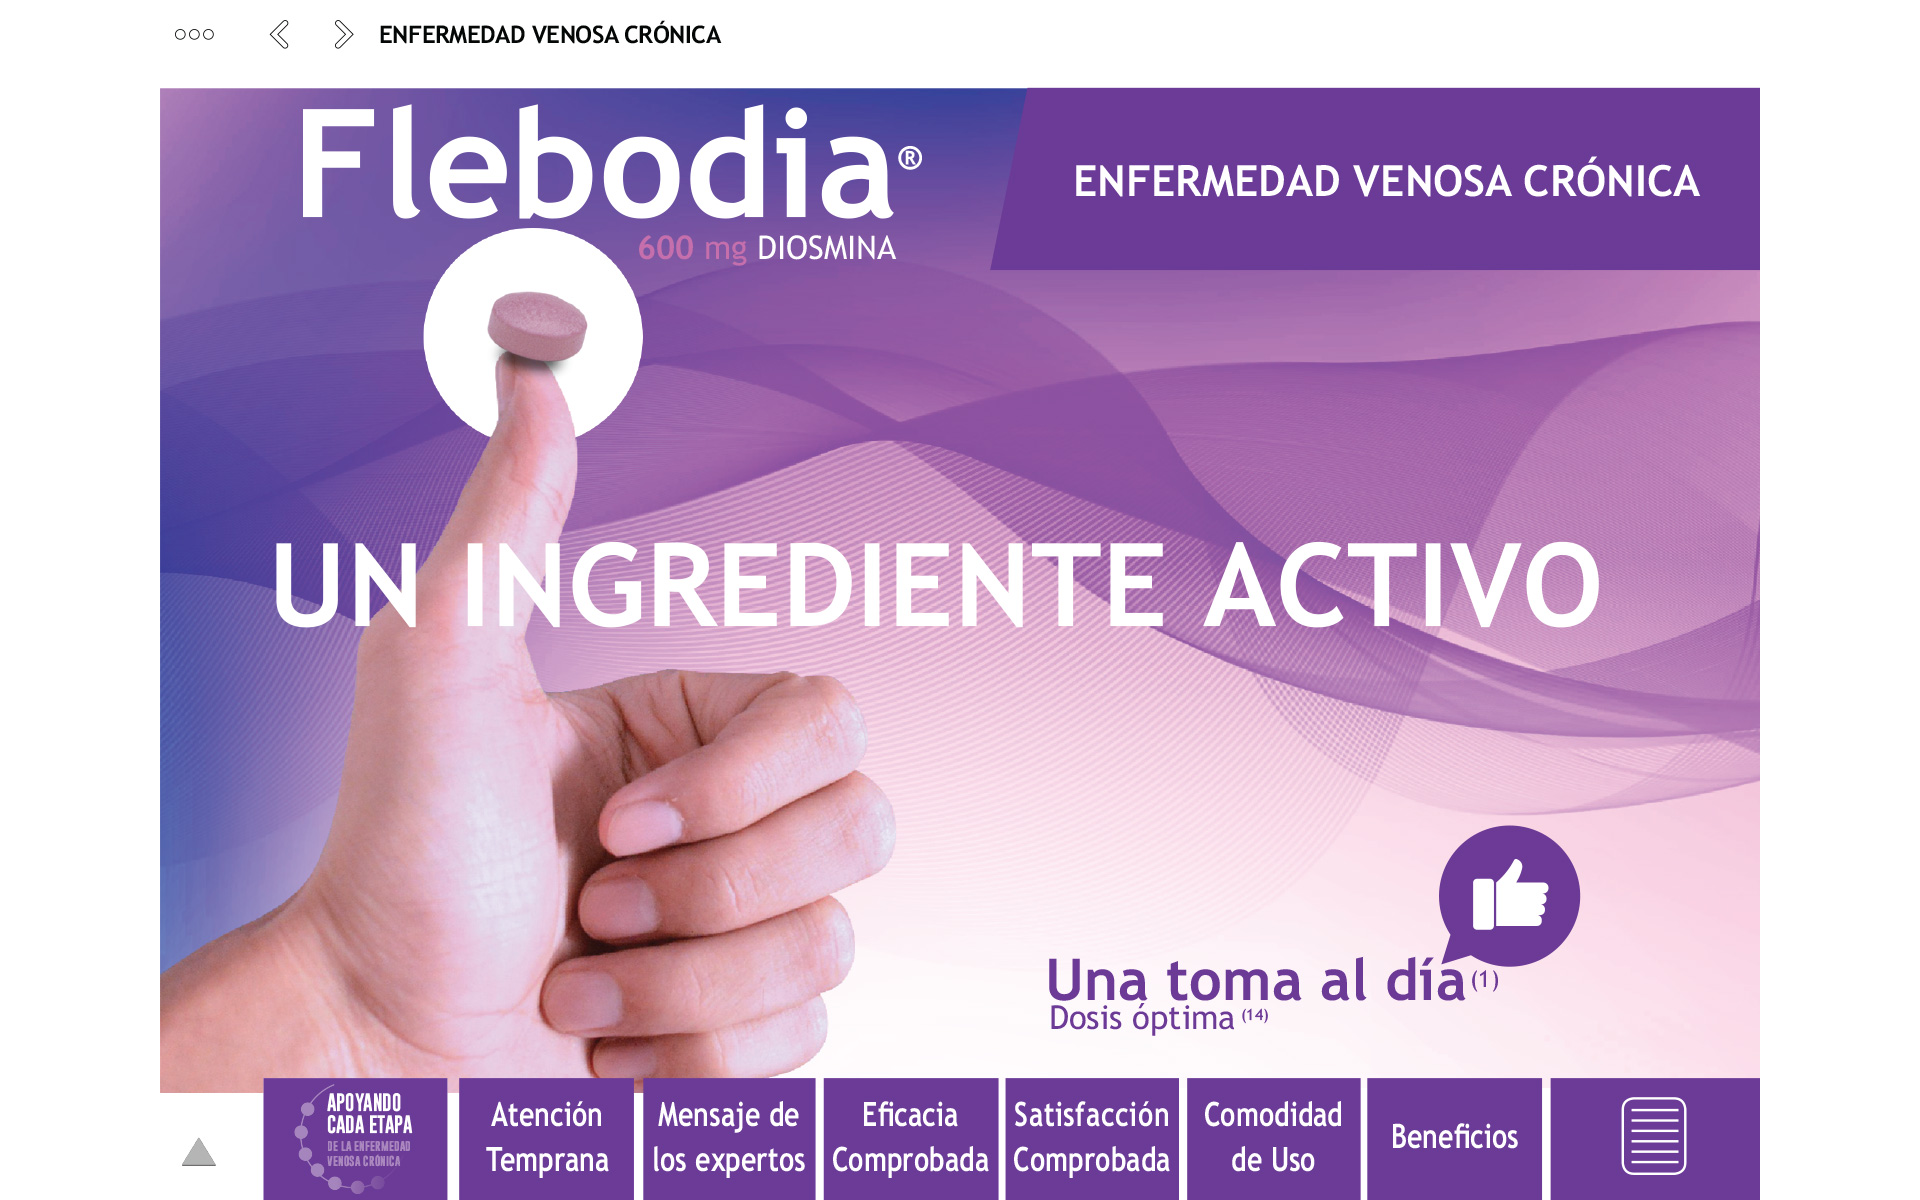 ENFERMEDAD VENOSA CRÓNICA
Flebodia®
600 mg DIOSMINA
ENFERMEDAD VENOSA CRÓNICA
UN INGREDIENTE ACTIVO
Una toma al día (1)
Dosis óptima (14)
APOYANDO
CADA ETAPA
DE LA ENFERMEDAD
VENOSA CRÓNICA
Atención
Temprana
Mensaje de
los expertos
Eficacia
Comprobada
Satisfacción
Comprobada
Comodidad
de Uso
Beneficios